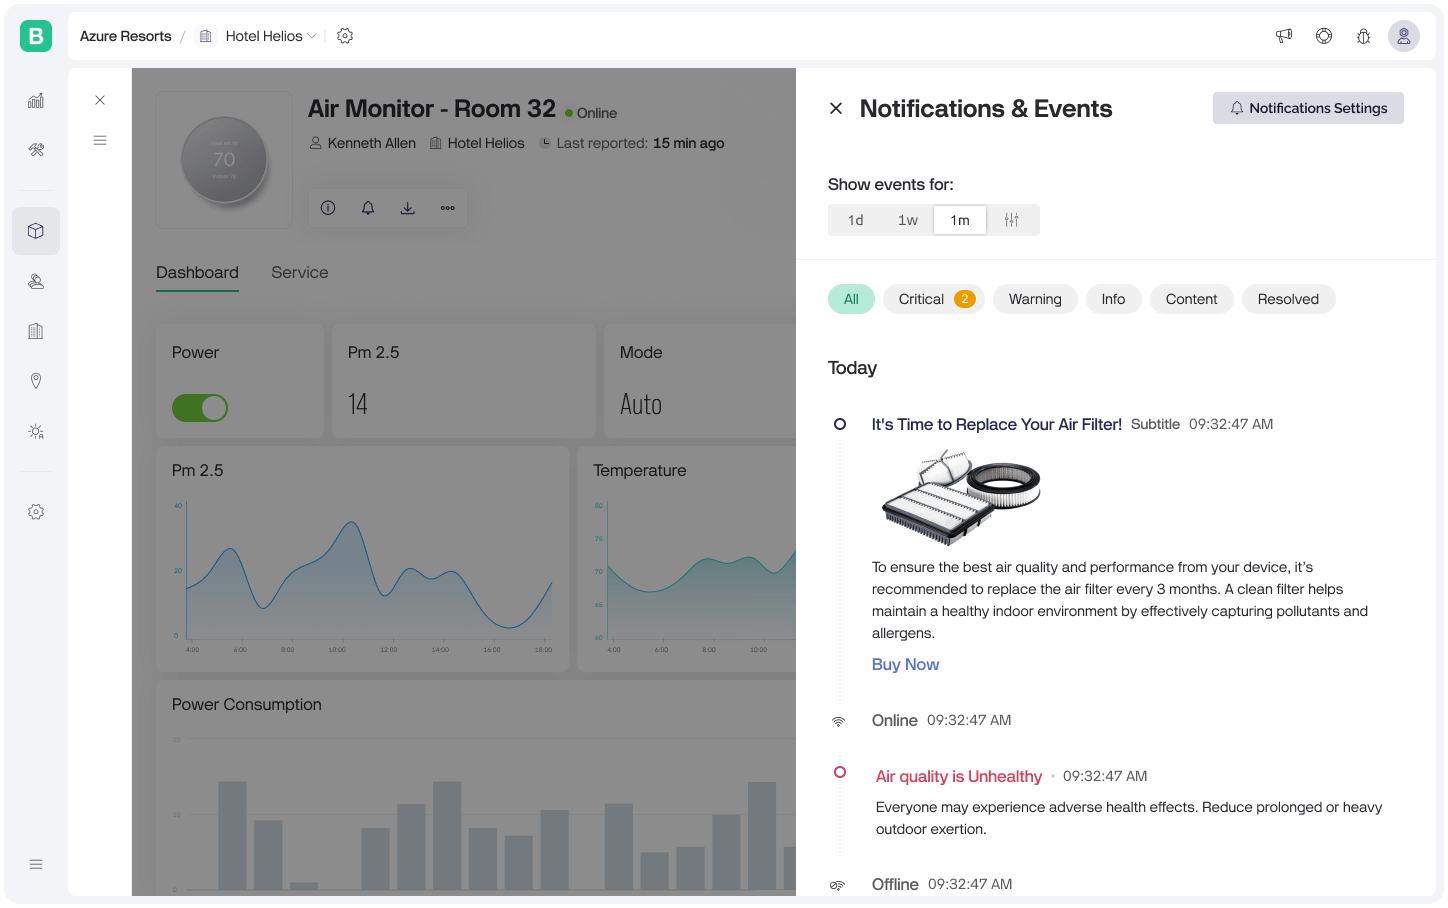 B
Azure Resorts / Hotel Helios
Air Monitor - Room 32 Online
Kenneth Allen Hotel Helios Last reported: 15 min ago
70
Dashboard Service
Power
Pm 2.5
14
Mode
Auto
Pm 2.5
40
20
0
4:00 6:00 8:00 10:00 12:00 14:00 16:00 18:00
Temperature
80
75
70
65
60
4:00 6:00 8:00 10:00
Power Consumption
20
10
0
Notifications & Events
Notifications Settings
Show events for:
1d 1w 1m
All Critical 2 Warning Info Content Resolved
Today
It's Time to Replace Your Air Filter! Subtitle 09:32:47 AM
To ensure the best air quality and performance from your device, it’s
recommended to replace the air filter every 3 months. A clean filter helps
maintain a healthy indoor environment by effectively capturing pollutants and
allergens.
Buy Now
Online 09:32:47 AM
Air quality is Unhealthy • 09:32:47 AM
Everyone may experience adverse health effects. Reduce prolonged or heavy
outdoor exertion.
Offline 09:32:47 AM